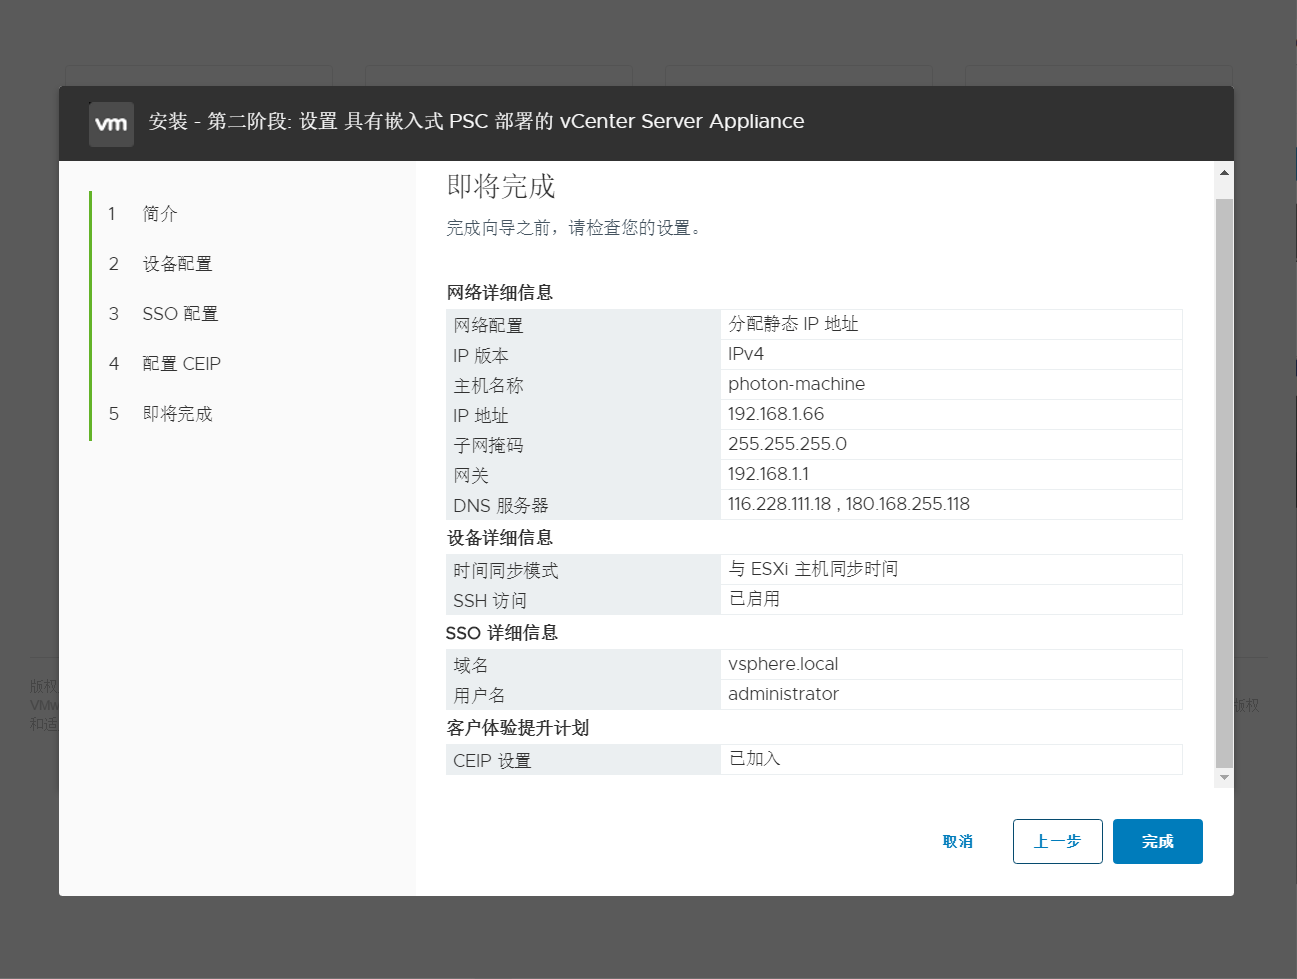 vm 安装 - 第二阶段: 设置 具有嵌入式 PSC 部署的 vCenter Server Appliance
1 简介
2 设备配置
3 SSO 配置
4 配置 CEIP
5 即将完成
即将完成
完成向导之前，请检查您的设置。
网络详细信息
网络配置 分配静态 IP 地址
IP 版本 IPv4
主机名称 photon-machine
IP 地址 192.168.1.66
子网掩码 255.255.255.0
网关 192.168.1.1
DNS 服务器 116.228.111.18 , 180.168.255.118
设备详细信息
时间同步模式 与 ESXi 主机同步时间
SSH 访问 已启用
SSO 详细信息
域名 vsphere.local
用户名 administrator
客户体验提升计划
CEIP 设置 已加入
取消 上一步 完成
版权
VMw
和适
版权